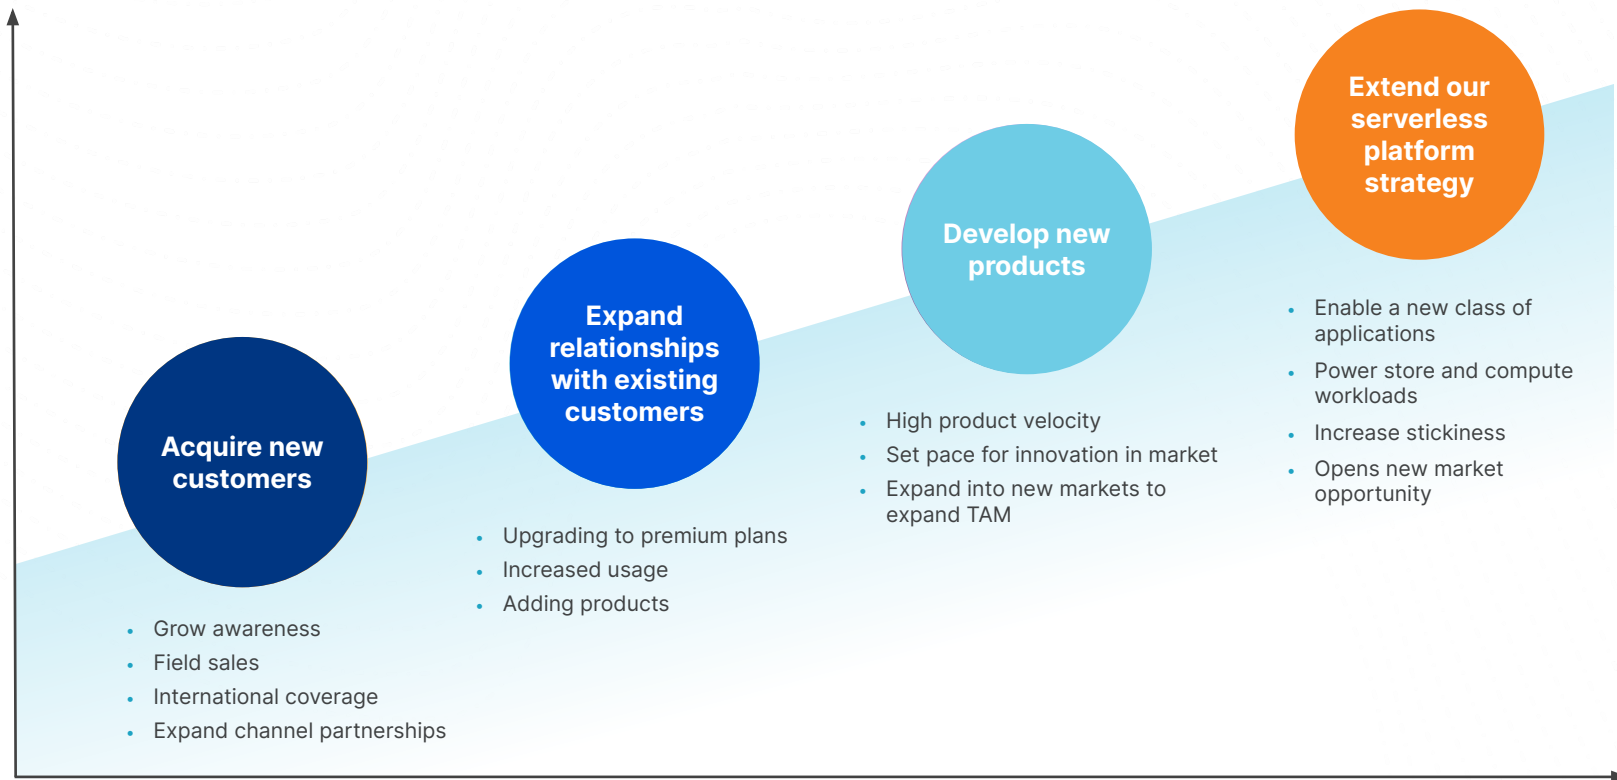 Acquire new
customers
• Grow awareness
• Field sales
• International coverage
• Expand channel partnerships
Expand
relationships
with existing
customers
• Upgrading to premium plans
• Increased usage
• Adding products
Develop new
products
• High product velocity
• Set pace for innovation in market
• Expand into new markets to
expand TAM
Extend our
serverless
platform
strategy
• Enable a new class of
applications
• Power store and compute
workloads
• Increase stickiness
• Opens new market
opportunity